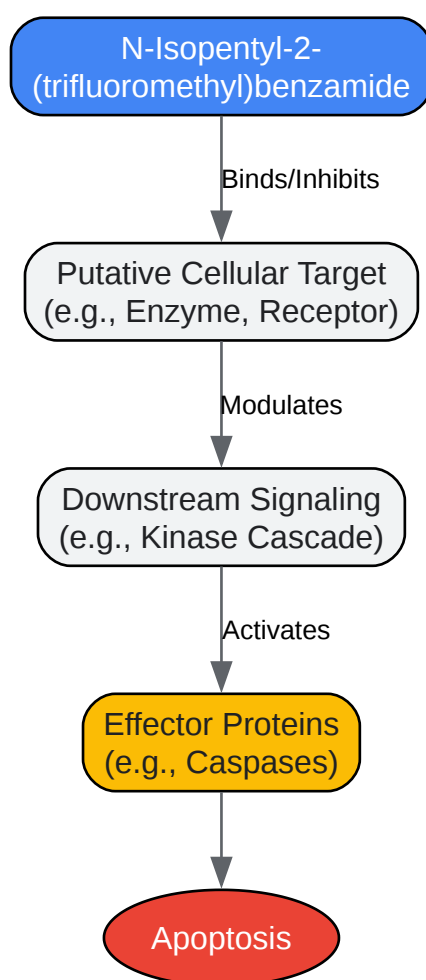 N-Isopentyl-2-
(trifluoromethyl)benzamide
Binds/Inhibits
Putative Cellular Target
(e.g., Enzyme, Receptor)
Modulates
Downstream Signaling
(e.g., Kinase Cascade)
Activates
Effector Proteins
(e.g., Caspases)
Apoptosis